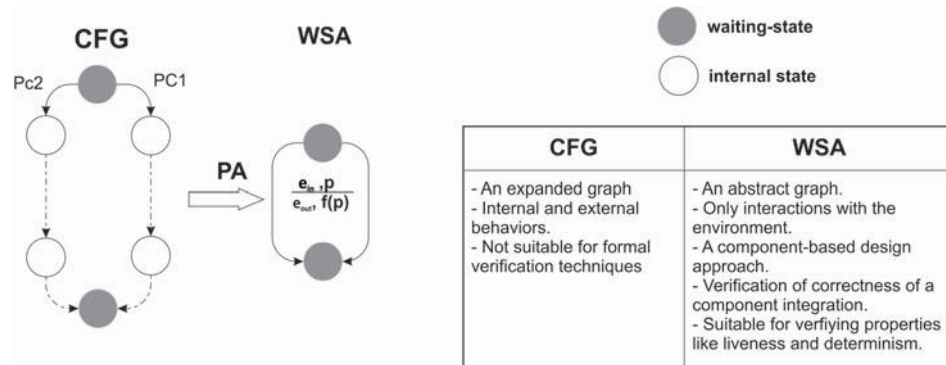 CFG
WSA
waiting-state
Pc2
PC1
internal state
PA
e_in ,p
e_out, f(p)
CFG
WSA
- An expanded graph
- Internal and external
behaviors.
- Not suitable for formal
verification techniques
- An abstract graph.
- Only interactions with the
environment.
- A component-based design
approach.
- Verification of correctness of a
component integration.
- Suitable for verfiying properties
like liveness and determinism.